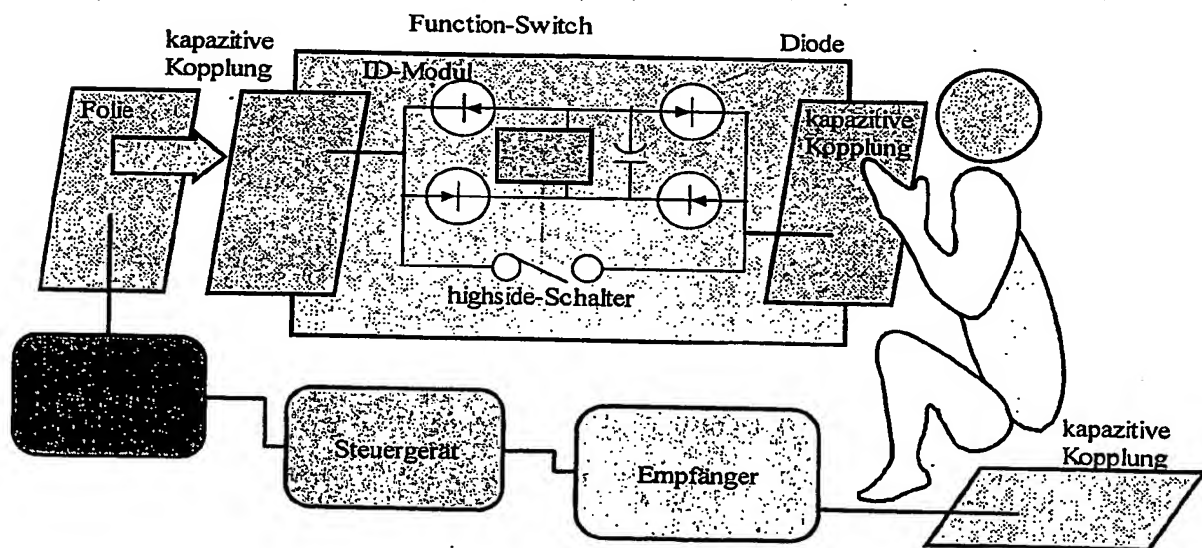 Function-Switch
kapazitive
Kopplung
Diode
ID-Modul
Folie
kapazitive
Kopplung
highside-Schalter
Steuergerät
Empfänger
kapazitive
Kopplung